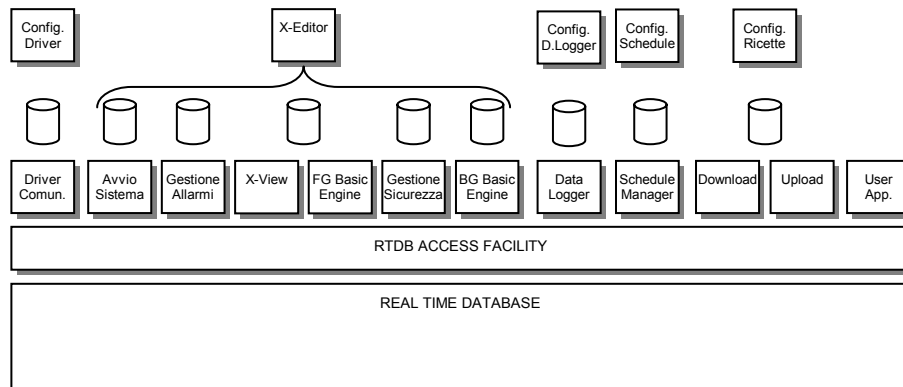 Config.
Driver
X-Editor
Config.
D.Logger
Config.
Schedule
Config.
Ricette
Driver
Comun.
Avvio
Sistema
Gestione
Allarmi
X-View
FG Basic
Engine
Gestione
Sicurezza
BG Basic
Engine
Data
Logger
Schedule
Manager
Download
Upload
User
App.
RTDB ACCESS FACILITY
REAL TIME DATABASE